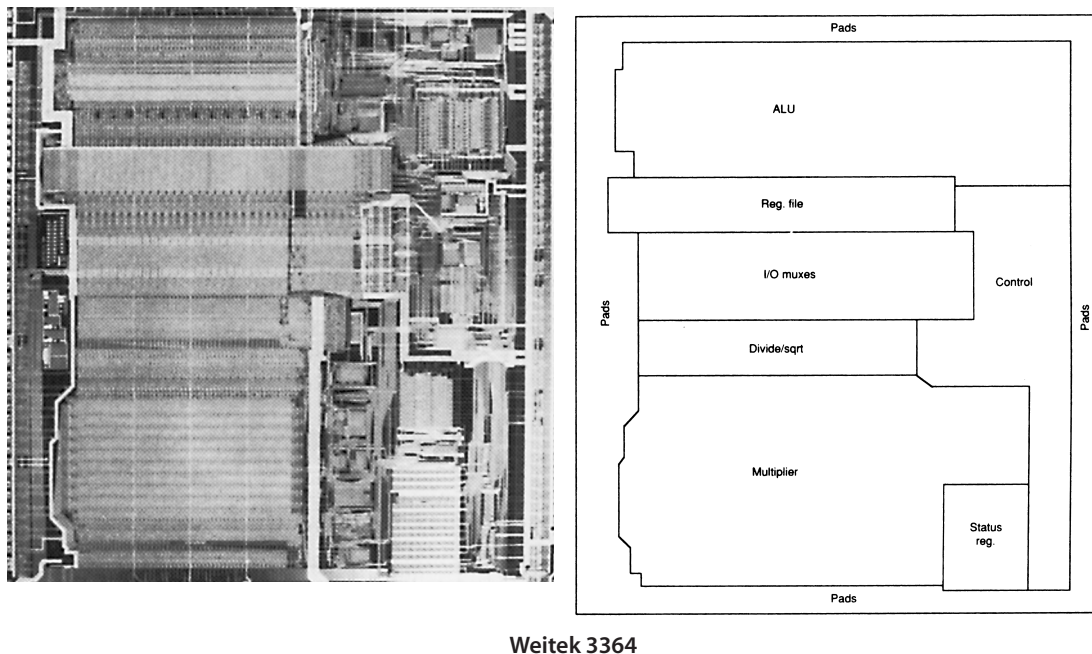 Pads
ALU
Reg. file
I/O muxes
Control
Pads
Pads
Divide/sqrt
Multiplier
Status
reg.
Pads
Weitek 3364